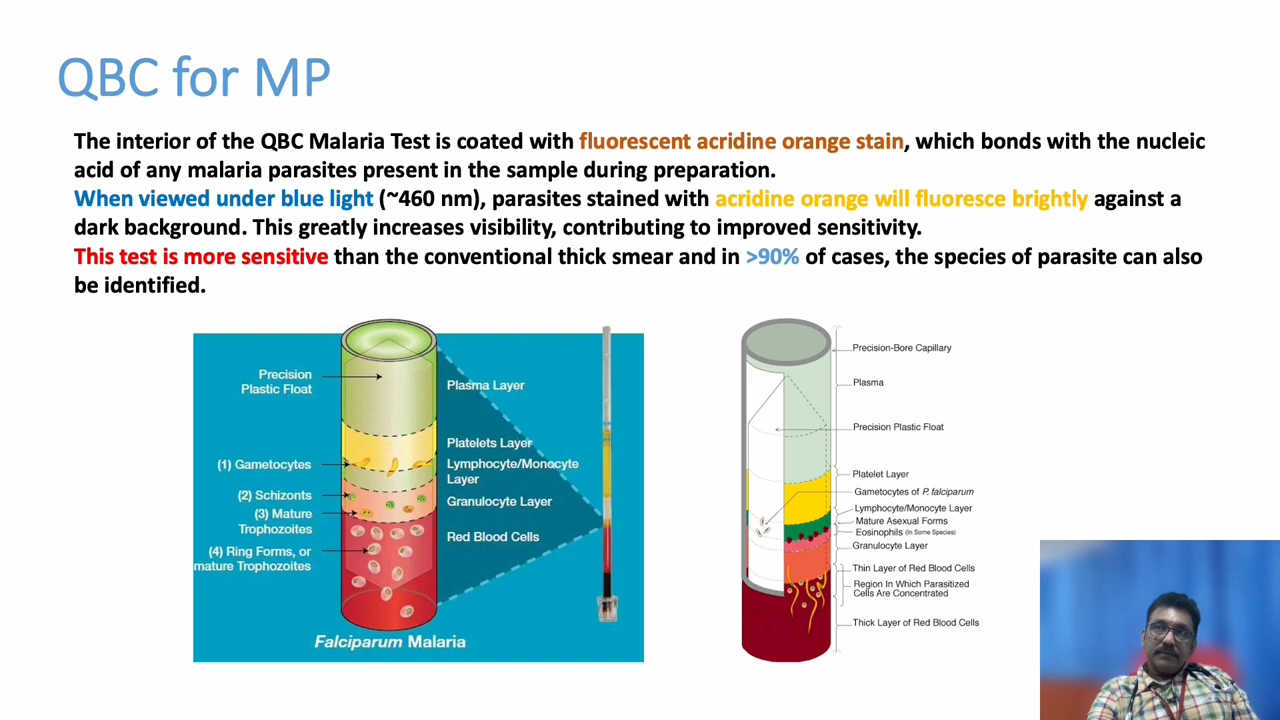 QBC for MP
The interior of the QBC Malaria Test is coated with fluorescent acridine orange stain, which bonds with the nucleic
acid of any malaria parasites present in the sample during preparation.
When viewed under blue light (~460 nm), parasites stained with acridine orange will fluoresce brightly against a
dark background. This greatly increases visibility, contributing to improved sensitivity.
This test is more sensitive than the conventional thick smear and in >90% of cases, the species of parasite can also
be identified.
Precision
Plastic Float
(1) Gametocytes
(2) Schizonts
(3) Mature
Trophozoites
(4) Ring Forms, or
mature Trophozoites
Plasma Layer
Platelets Layer
Lymphocyte/Monocyte
Layer
Granulocyte Layer
Red Blood Cells
Falciparum Malaria
Precision-Bore Capillary
Plasma
Precision Plastic Float
Platelet Layer
Gametocytes of P. falciparum
Lymphocyte/Monocyte Layer
Mature Asexual Forms
Eosinophils (In Some Species)
Granulocyte Layer
Thin Layer of Red Blood Cells
Region In Which Parasitized
Cells Are Concentrated
Thick Layer of Red Blood Cells